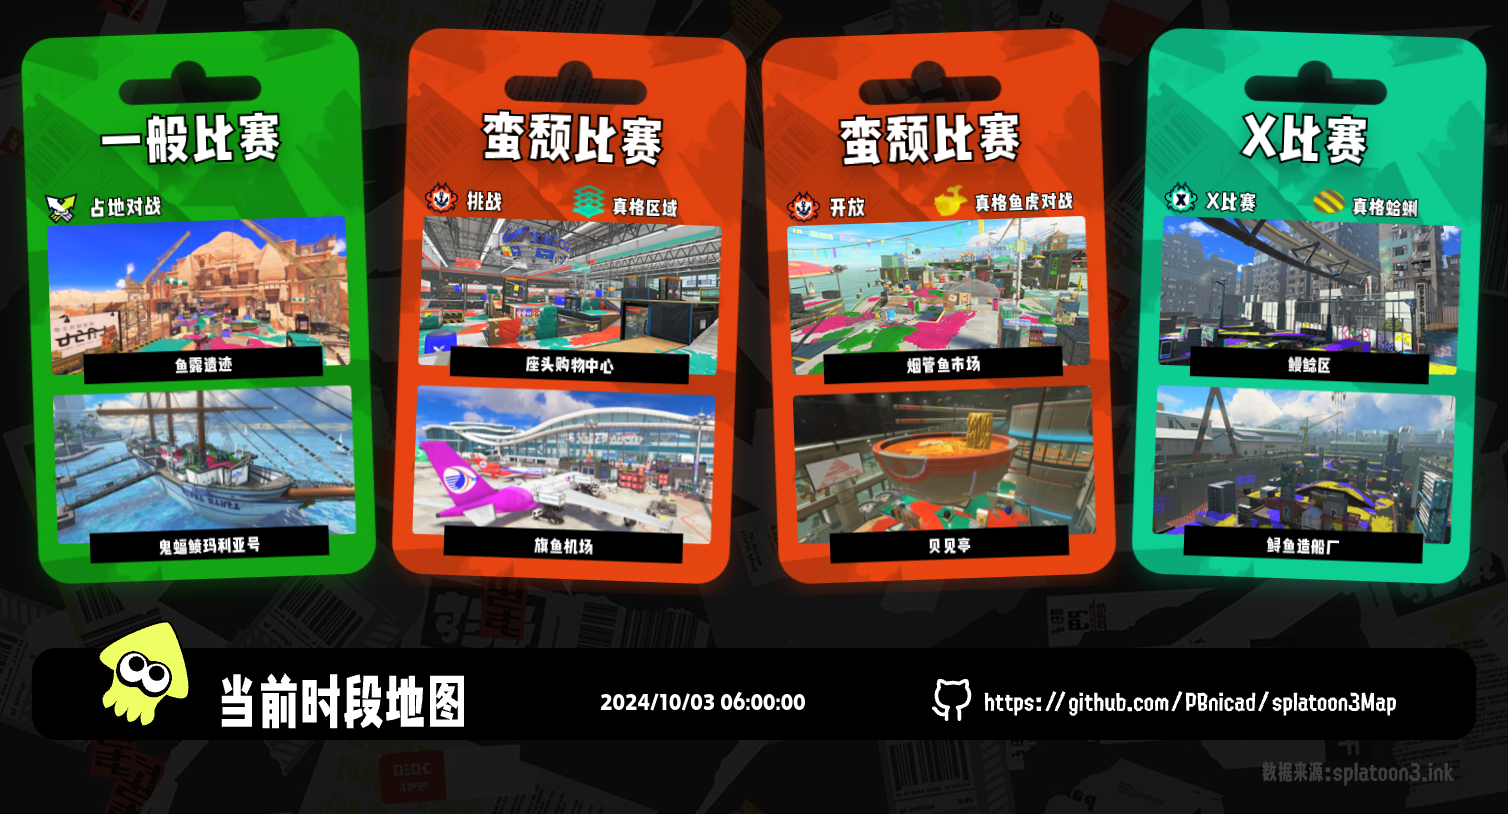 一般比赛
占地对战
鱼露遗迹
鬼蝠鲼玛利亚号
蛮颓比赛
挑战
真格区域
座头购物中心
旗鱼机场
蛮颓比赛
开放
真格鱼虎对战
烟管鱼市场
贝见亭
X比赛
X比赛
真格蛤蜊
鳗鲶区
鲟鱼造船厂
当前时段地图
2024/10/03 06:00:00
https://github.com/PBnicad/splatoon3Map
数据来源:splatoon3.ink